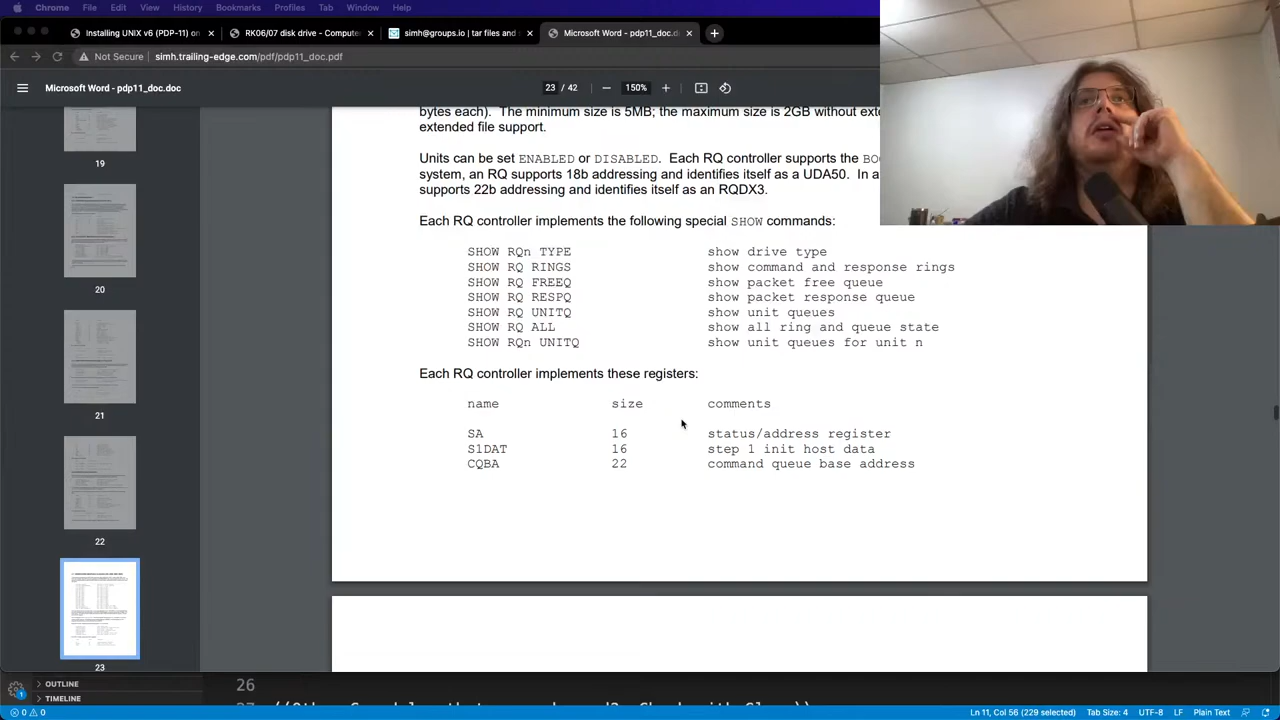 Chrome File Edit View History Bookmarks Profiles Tab Window Help
Installing UNIX v6 (PDP-11) on
RK06/07 disk drive - Compute
simh@groups.io | tar files and
Microsoft Word - pdp11_doc.do
Not Secure simh.trailing-edge.com/pdf/pdp11_doc.pdf
Microsoft Word - pdp11_doc.doc
23 / 42
150%
19
20
21
22
23
bytes each). The minimum size is 5MB; the maximum size is 2GB without ext
extended file support.
Units can be set ENABLED or DISABLED. Each RQ controller supports the BO
system, an RQ supports 18b addressing and identifies itself as a UDA50. In a
supports 22b addressing and identifies itself as an RQDX3.
Each RQ controller implements the following special SHOW commands:
SHOW RQn TYPE show drive type
SHOW RQ RINGS show command and response rings
SHOW RQ FREEQ show packet free queue
SHOW RQ RESPQ show packet response queue
SHOW RQ UNITQ show unit queues
SHOW RQ ALL show all ring and queue state
SHOW RQn UNITQ show unit queues for unit n
Each RQ controller implements these registers:
name size comments
SA 16 status/address register
S1DAT 16 step 1 init host data
CQBA 22 command queue base address
OUTLINE
TIMELINE
26
0 0
Ln 11, Col 56 (229 selected) Tab Size: 4 UTF-8 LF Plain Text